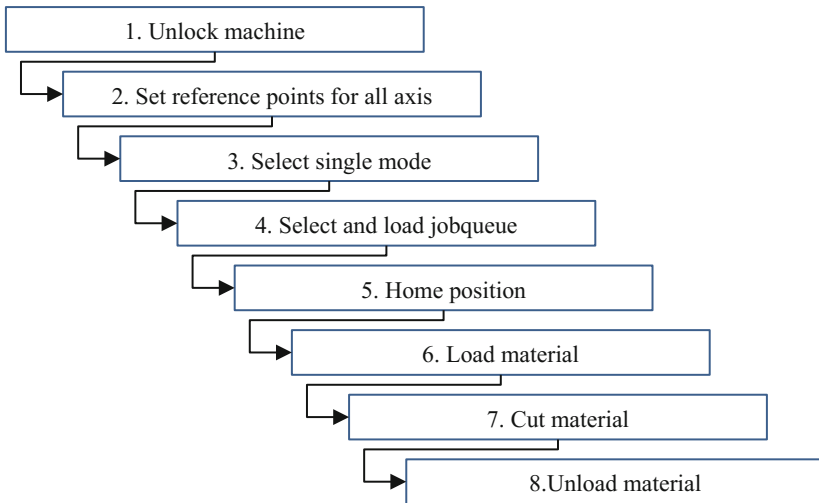 1. Unlock machine
2. Set reference points for all axis
3. Select single mode
4. Select and load jobqueue
5. Home position
6. Load material
7. Cut material
8.Unload material